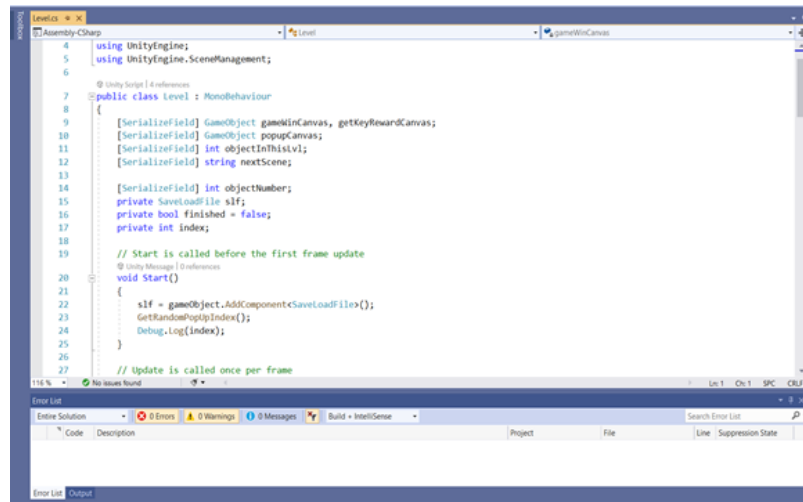 Toolbox
Level.cs
Assembly-CSharp Level gameWinCanvas
4 using UnityEngine;
5 using UnityEngine.SceneManagement;
6
Unity Script | 4 references
7 public class Level : MonoBehaviour
8 {
9 [SerializeField] GameObject gameWinCanvas, getKeyRewardCanvas;
10 [SerializeField] GameObject popupCanvas;
11 [SerializeField] int objectInThisLvl;
12 [SerializeField] string nextScene;
13
14 [SerializeField] int objectNumber;
15 private SaveLoadFile slf;
16 private bool finished = false;
17 private int index;
18
19 // Start is called before the first frame update
Unity Message | 0 references
20 void Start()
21 {
22 slf = gameObject.AddComponent<SaveLoadFile>();
23 GetRandomPopUpIndex();
24 Debug.Log(index);
25 }
26
27 // Update is called once per frame
116 % No issues found Ln: 1 Ch: 1 SPC CRLF
Error List
Entire Solution 0 Errors 0 Warnings 0 Messages Build + IntelliSense Search Error List
Code Description Project File Line Suppression State
Error List Output